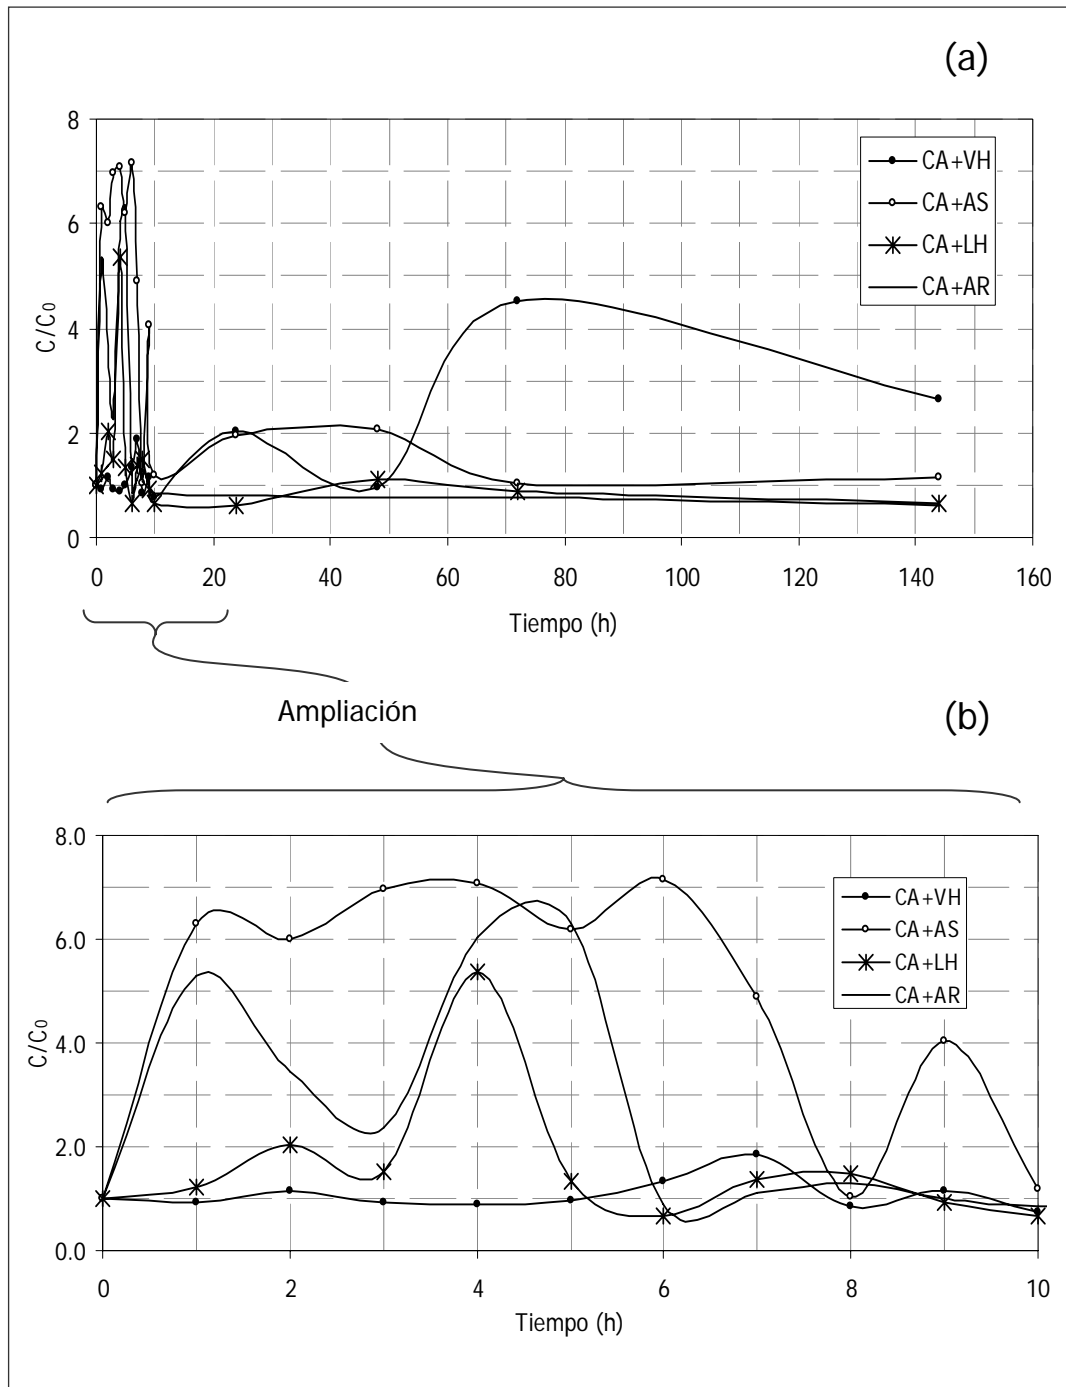 (a)
8
6
4
2
0
C/C0
CA+VH
CA+AS
CA+LH
CA+AR
0 20 40 60 80 100 120 140 160
Tiempo (h)
Ampliación
(b)
8.0
6.0
4.0
2.0
0.0
C/C0
CA+VH
CA+AS
CA+LH
CA+AR
0 2 4 6 8 10
Tiempo (h)